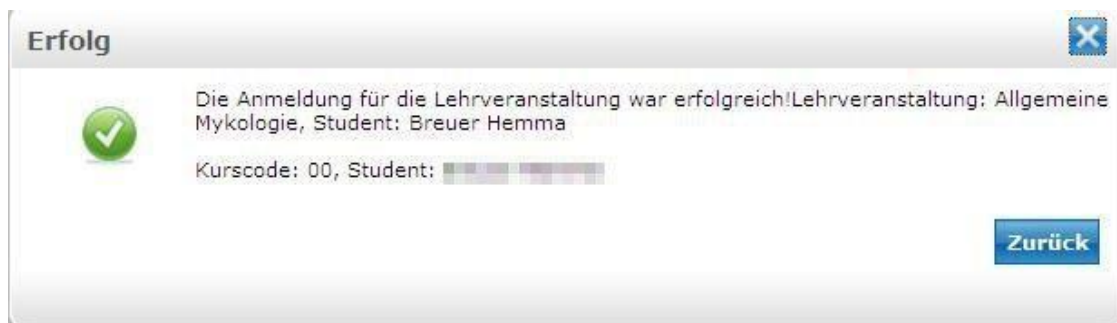 Erfolg
Die Anmeldung für die Lehrveranstaltung war erfolgreich!Lehrveranstaltung: Allgemeine
Mykologie, Student: Breuer Hemma
Kurscode: 00, Student:
Zurück